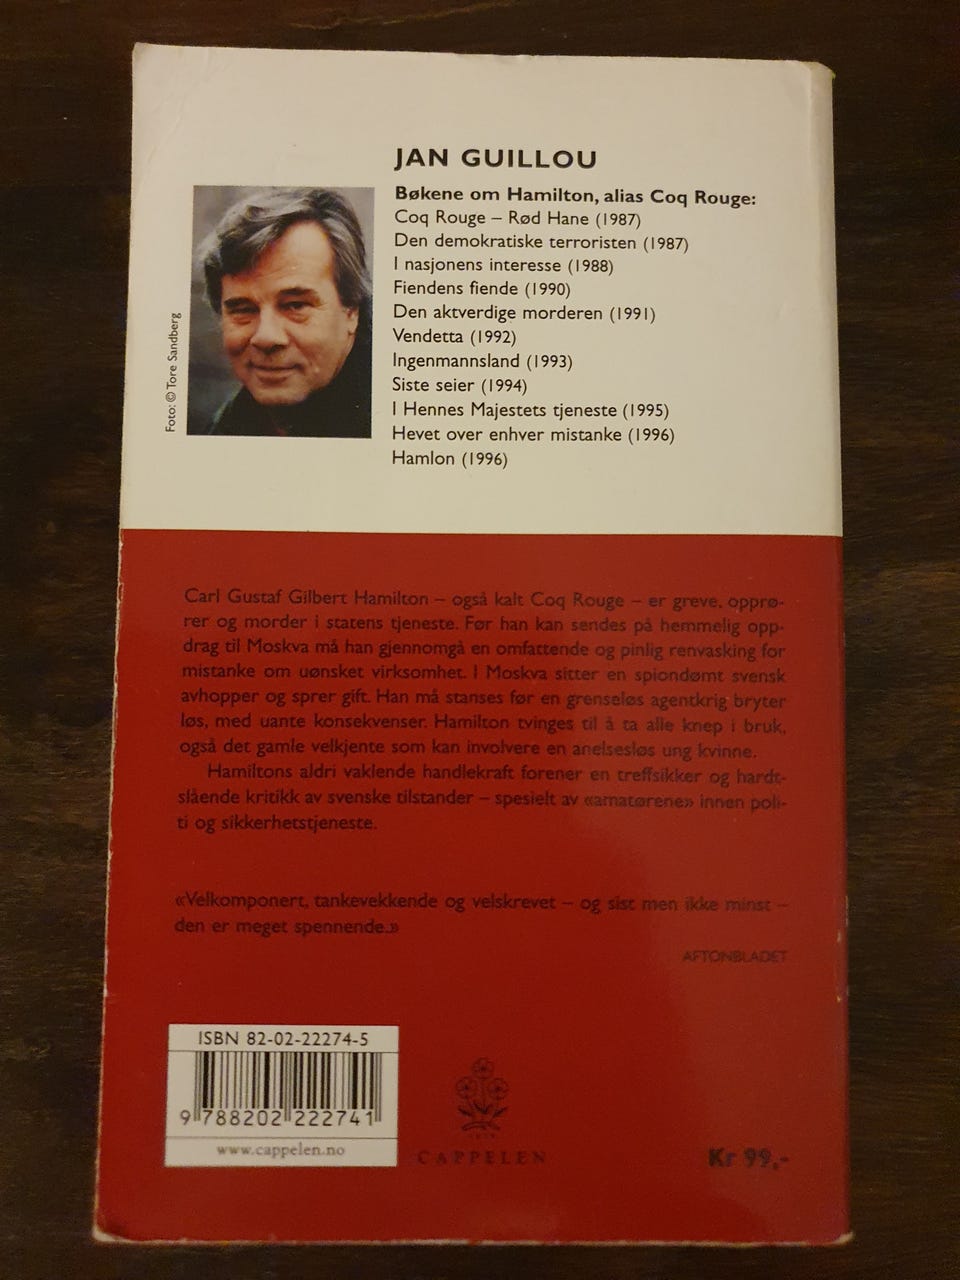 JAN GUILLOU
Bøkene om Hamilton, alias Coq Rouge:
Coq Rouge – Rød Hane (1987)
Den demokratiske terroristen (1987)
I nasjonens interesse (1988)
Fiendens fiende (1990)
Den aktverdige morderen (1991)
Vendetta (1992)
Ingenmannsland (1993)
Siste seier (1994)
I Hennes Majestets tjeneste (1995)
Hevet over enhver mistanke (1996)
Hamlon (1996)
Foto: © Tore Sandberg
Carl Gustaf Gilbert Hamilton – også kalt Coq Rouge – er greve, opprø-
rer og morder i statens tjeneste. Før han kan sendes på hemmelig opp-
drag til Moskva må han gjennomgå en omfattende og pinlig renvasking for
mistanke om uønsket virksomhet. I Moskva sitter en spiondømt svensk
avhopper og sprer gift. Han må stanses før en grenseløs agentkrig bryter
løs, med uante konsekvenser. Hamilton tvinges til å ta alle knep i bruk,
også det gamle velkjente som kan involvere en anelsesløs ung kvinne.
Hamiltons aldri vaklende handlekraft forener en treffsikker og hardt-
slående kritikk av svenske tilstander – spesielt av «amatørene» innen poli-
ti og sikkerhetstjeneste.
«Velkomponert, tankevekkende og velskrevet – og sist men ikke minst –
den er meget spennende.»
AFTONBLADET
ISBN 82-02-22274-5
9 788202 222741
www.cappelen.no
CAPPELEN
Kr 99,-